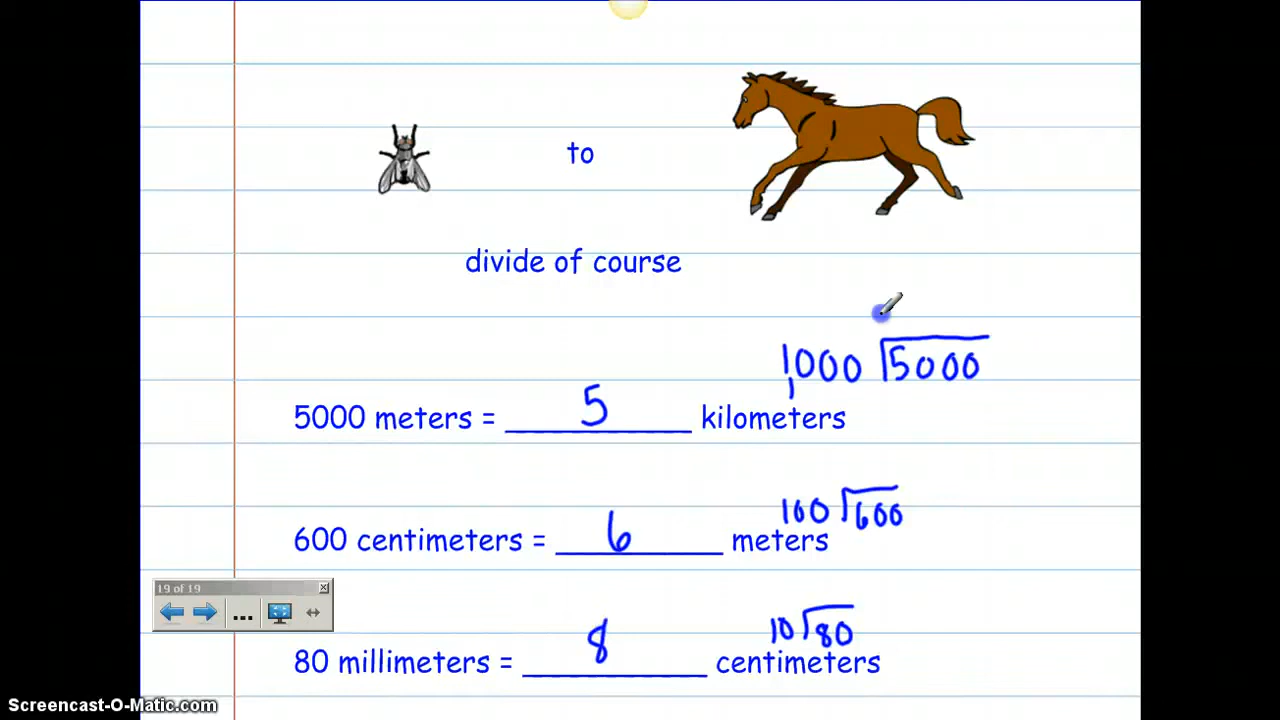 to
divide of course
1000 5000
5000 meters = 5 kilometers
100 600
600 centimeters = 6 meters
19 of 19
10 80
80 millimeters = 8 centimeters
Screencast-O-Matic.com